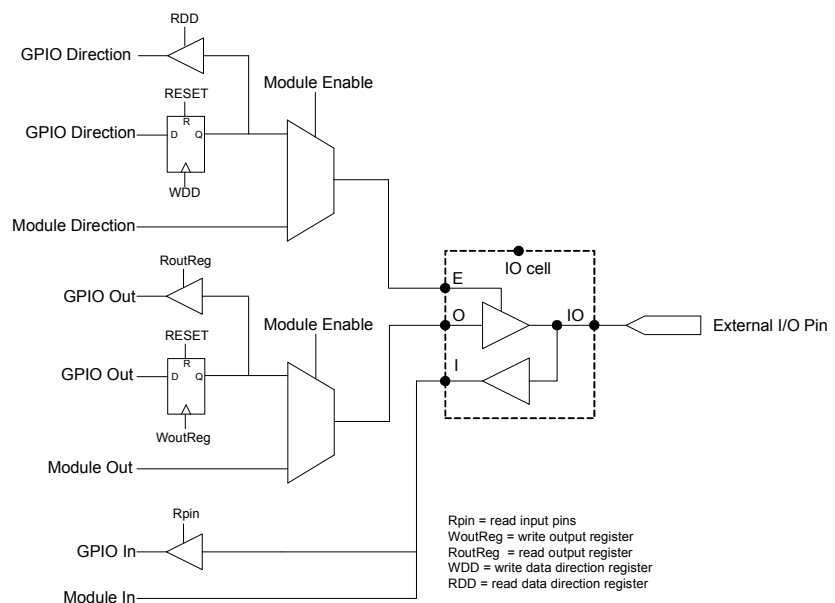 RDD
GPIO Direction
Module Enable
RESET
R
GPIO Direction
D
Q
WDD
Module Direction
RoutReg
IO cell
E
GPIO Out
O
IO
External I/O Pin
Module Enable
RESET
R
GPIO Out
D
Q
I
WoutReg
Module Out
Rpin
GPIO In
Module In
Rpin = read input pins
WoutReg = write output register
RoutReg = read output register
WDD = write data direction register
RDD = read data direction register